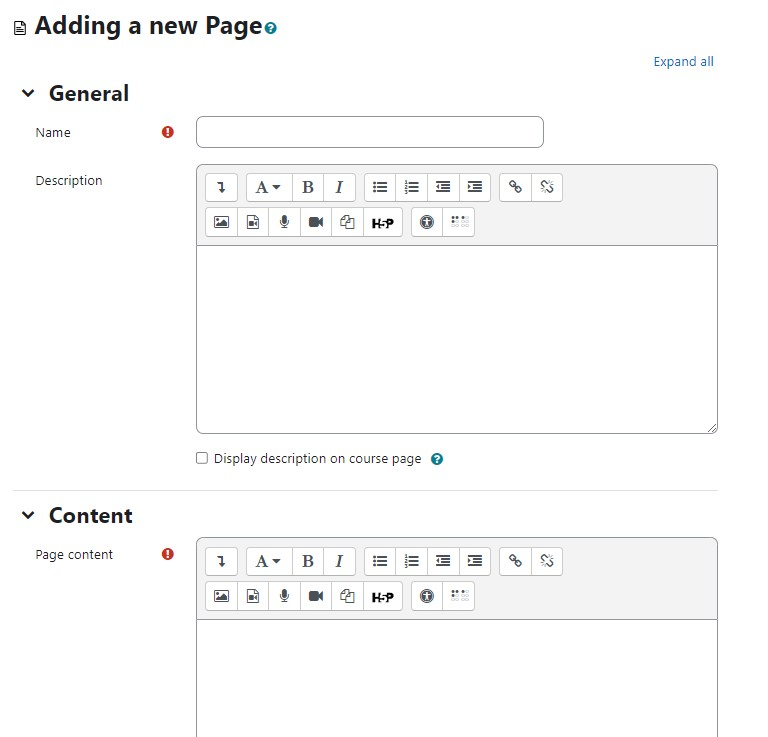 Adding a new Page
Expand all
General
Name
Description
A B I
H-P
Display description on course page
Content
Page content
A B I
H-P